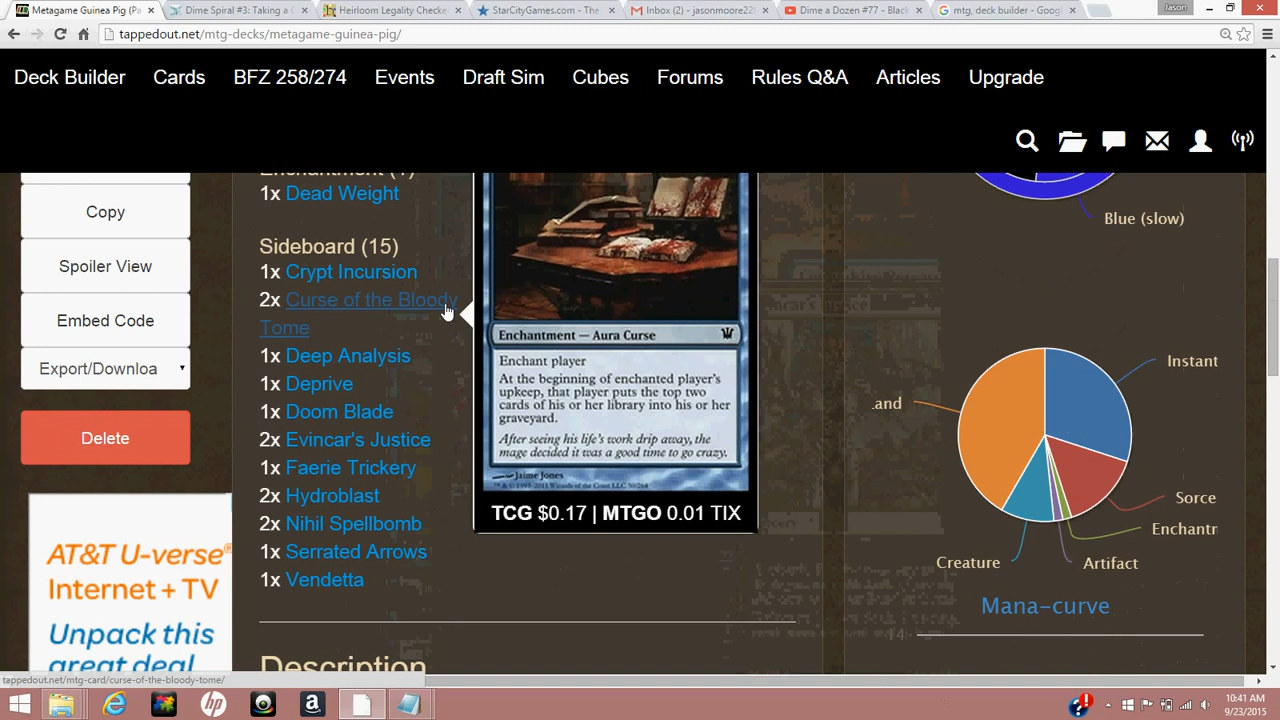 Metagame Guinea Pig (Pa
Dime Spiral #3: Taking a C
Heirloom Legality Checke
StarCityGames.com - The
Inbox (2) - jasonmoore22
Dime a Dozen #77 - Black
mtg, deck builder - Goog
Jason
tappedout.net/mtg-decks/metagame-guinea-pig/
Deck Builder Cards BFZ 258/274 Events Draft Sim Cubes Forums Rules Q&A Articles Upgrade
Enchantment (1)
1x Dead Weight
Copy
Spoiler View
Embed Code
Export/Downloa
Delete
Sideboard (15)
1x Crypt Incursion
2x Curse of the Bloody
Tome
1x Deep Analysis
1x Deprive
1x Doom Blade
2x Evincar's Justice
1x Faerie Trickery
2x Hydroblast
2x Nihil Spellbomb
1x Serrated Arrows
1x Vendetta
Description
Enchantment — Aura Curse
Enchant player
At the beginning of enchanted player's
upkeep, that player puts the top two
cards of his or her library into his or her
graveyard.
After seeing his life's work drip away, the
mage decided it was a good time to go crazy.
Jaime Jones
TCG $0.17 | MTGO 0.01 TIX
Blue (slow)
Instant
.and
Sorce
Enchantr
Creature
Artifact
Mana-curve
14
AT&T U-verse®
Internet + TV
Unpack this
great deal
tappedout.net/mtg-card/curse-of-the-bloody-tome/
hp
a
10:41 AM
9/23/2015